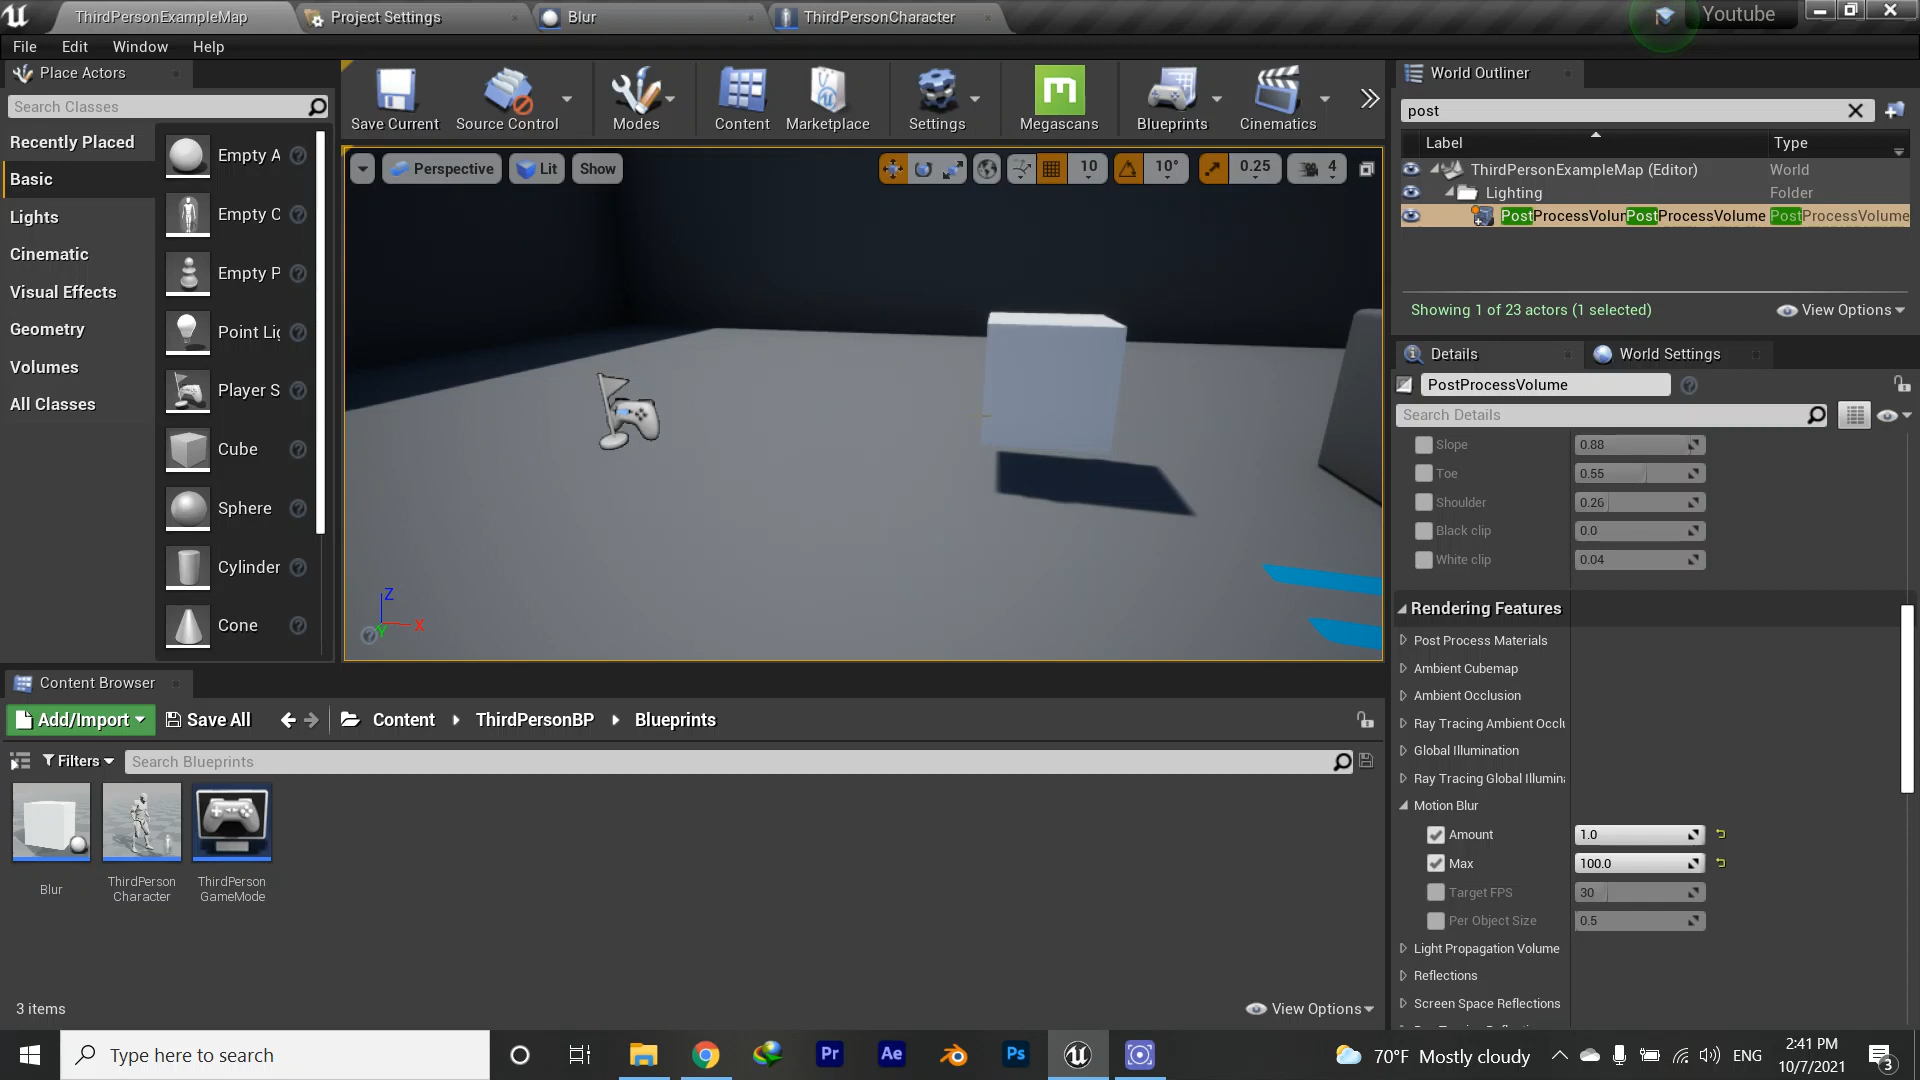 ThirdPersonExampleMap
Project Settings
Blur
ThirdPersonCharacter
Youtube
File
Edit
Window
Help
Place Actors
Search Classes
Recently Placed
Basic
Lights
Cinematic
Visual Effects
Geometry
Volumes
All Classes
Empty A
Empty C
Empty P
Point Lig
Player S
Cube
Sphere
Cylinder
Cone
Save Current
Source Control
Modes
Content
Marketplace
Settings
Megascans
Blueprints
Cinematics
Perspective
Lit
Show
10
10°
0.25
4
Z
X
Y
World Outliner
post
Label
Type
ThirdPersonExampleMap (Editor)
World
Lighting
Folder
PostProcessVolur
PostProcessVolume
PostProcessVolume
Showing 1 of 23 actors (1 selected)
View Options
Details
World Settings
PostProcessVolume
Search Details
Slope
0.88
Toe
0.55
Shoulder
0.26
Black clip
0.0
White clip
0.04
Rendering Features
Post Process Materials
Ambient Cubemap
Ambient Occlusion
Ray Tracing Ambient Occlu
Global Illumination
Ray Tracing Global Illumina
Motion Blur
Amount
1.0
Max
100.0
Target FPS
30
Per Object Size
0.5
Light Propagation Volume
Reflections
Screen Space Reflections
Content Browser
Add/Import
Save All
Content
ThirdPersonBP
Blueprints
Filters
Search Blueprints
Blur
ThirdPerson
Character
ThirdPerson
GameMode
3 items
View Options
Type here to search
Pr
Ae
Ps
70°F Mostly cloudy
ENG
2:41 PM
10/7/2021
3